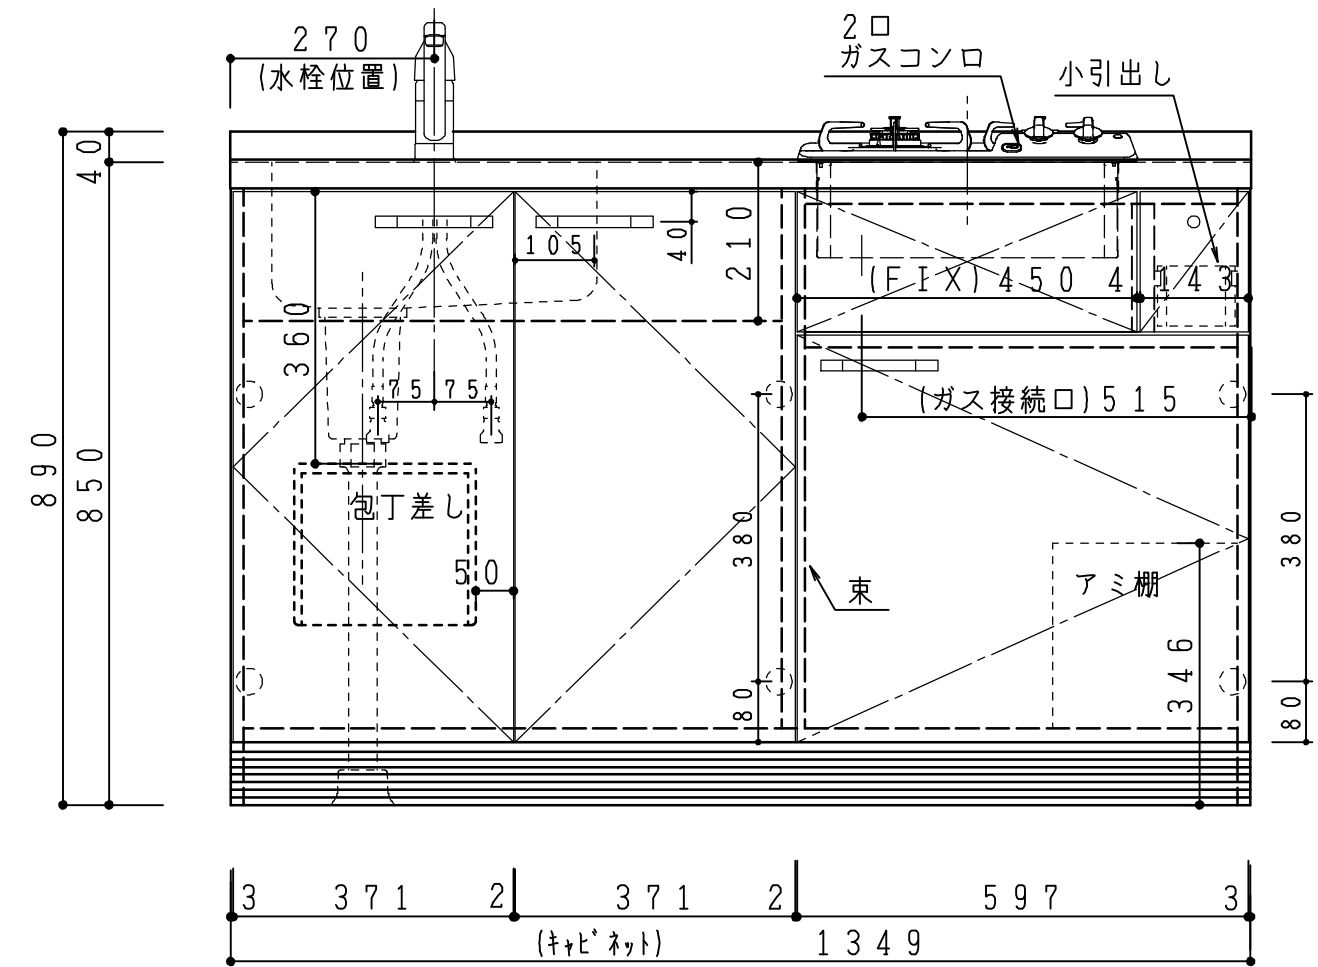 270
(水栓位置)
2口
ガスコンロ
小引出し
40
890
850
360
105
40
210
(FIX)450
4
143
75
75
(ガス接続口)515
包丁差し
50
380
80
束
アミ棚
346
380
80
3
371
2
371
2
597
3
(キャビネット)
1349